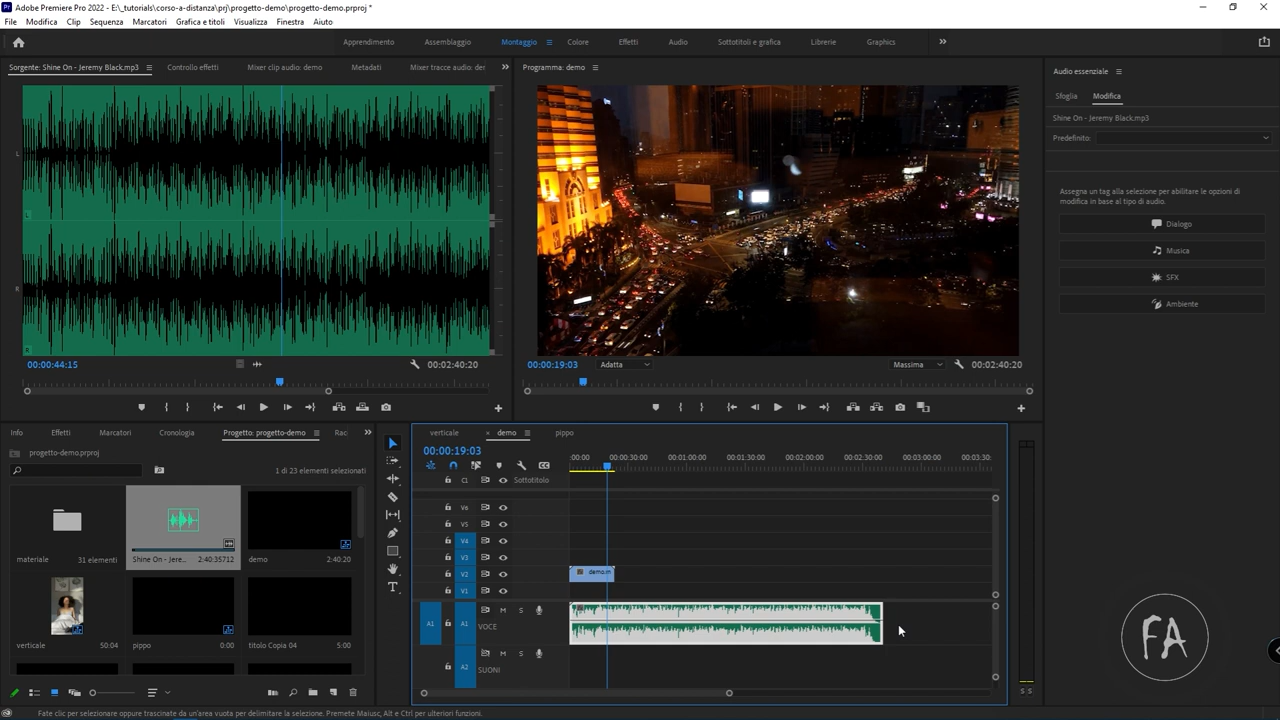 Adobe Premiere Pro 2022 - E:\_tutorials\corso-a-distanza\prj\progetto-demo\progetto-demo.prproj *
File Modifica Clip Sequenza Marcatori Grafica e titoli Visualizza Finestra Aiuto
Apprendimento Assemblaggio Montaggio Colore Effetti Audio Sottotitoli e grafica Librerie Graphics
Sorgente: Shine On - Jeremy Black.mp3 Controllo effetti Mixer clip audio: demo Metadati Mixer tracce audio: der
Programma: demo
Audio essenziale
Sfoglia Modifica
Shine On - Jeremy Black.mp3
Predefinito:
Assegna un tag alla selezione per abilitare le opzioni di
modifica in base al tipo di audio.
Dialogo
Musica
SFX
Ambiente
L
R
00:00:44:15 00:02:40:20
00:00:19:03 Adatta Massima 00:02:40:20
Info Effetti Marcatori Cronologia Progetto: progetto-demo Rac
progetto-demo.prproj
1 di 23 elementi selezionati
materiale 31 elementi
Shine On - Jere... 2:40:35712
demo 2:40:20
verticale 50:04
pippo 0:00
titolo Copia 04 5:00
verticale × demo pippo
00:00:19:03
:00:00 00:00:30:00 00:01:00:00 00:01:30:00 00:02:00:00 00:02:30:00 00:03:00:00 00:03:30:
C1 Sottotitolo
V6
V5
V4
V3
V2 demo.m
V1
A1 A1 M S
VOCE
A2 M S
SUONI
S S
FA
Fate clic per selezionare oppure trascinate da un'area vuota per delimitare la selezione. Premete Maiusc, Alt e Ctrl per ulteriori funzioni.